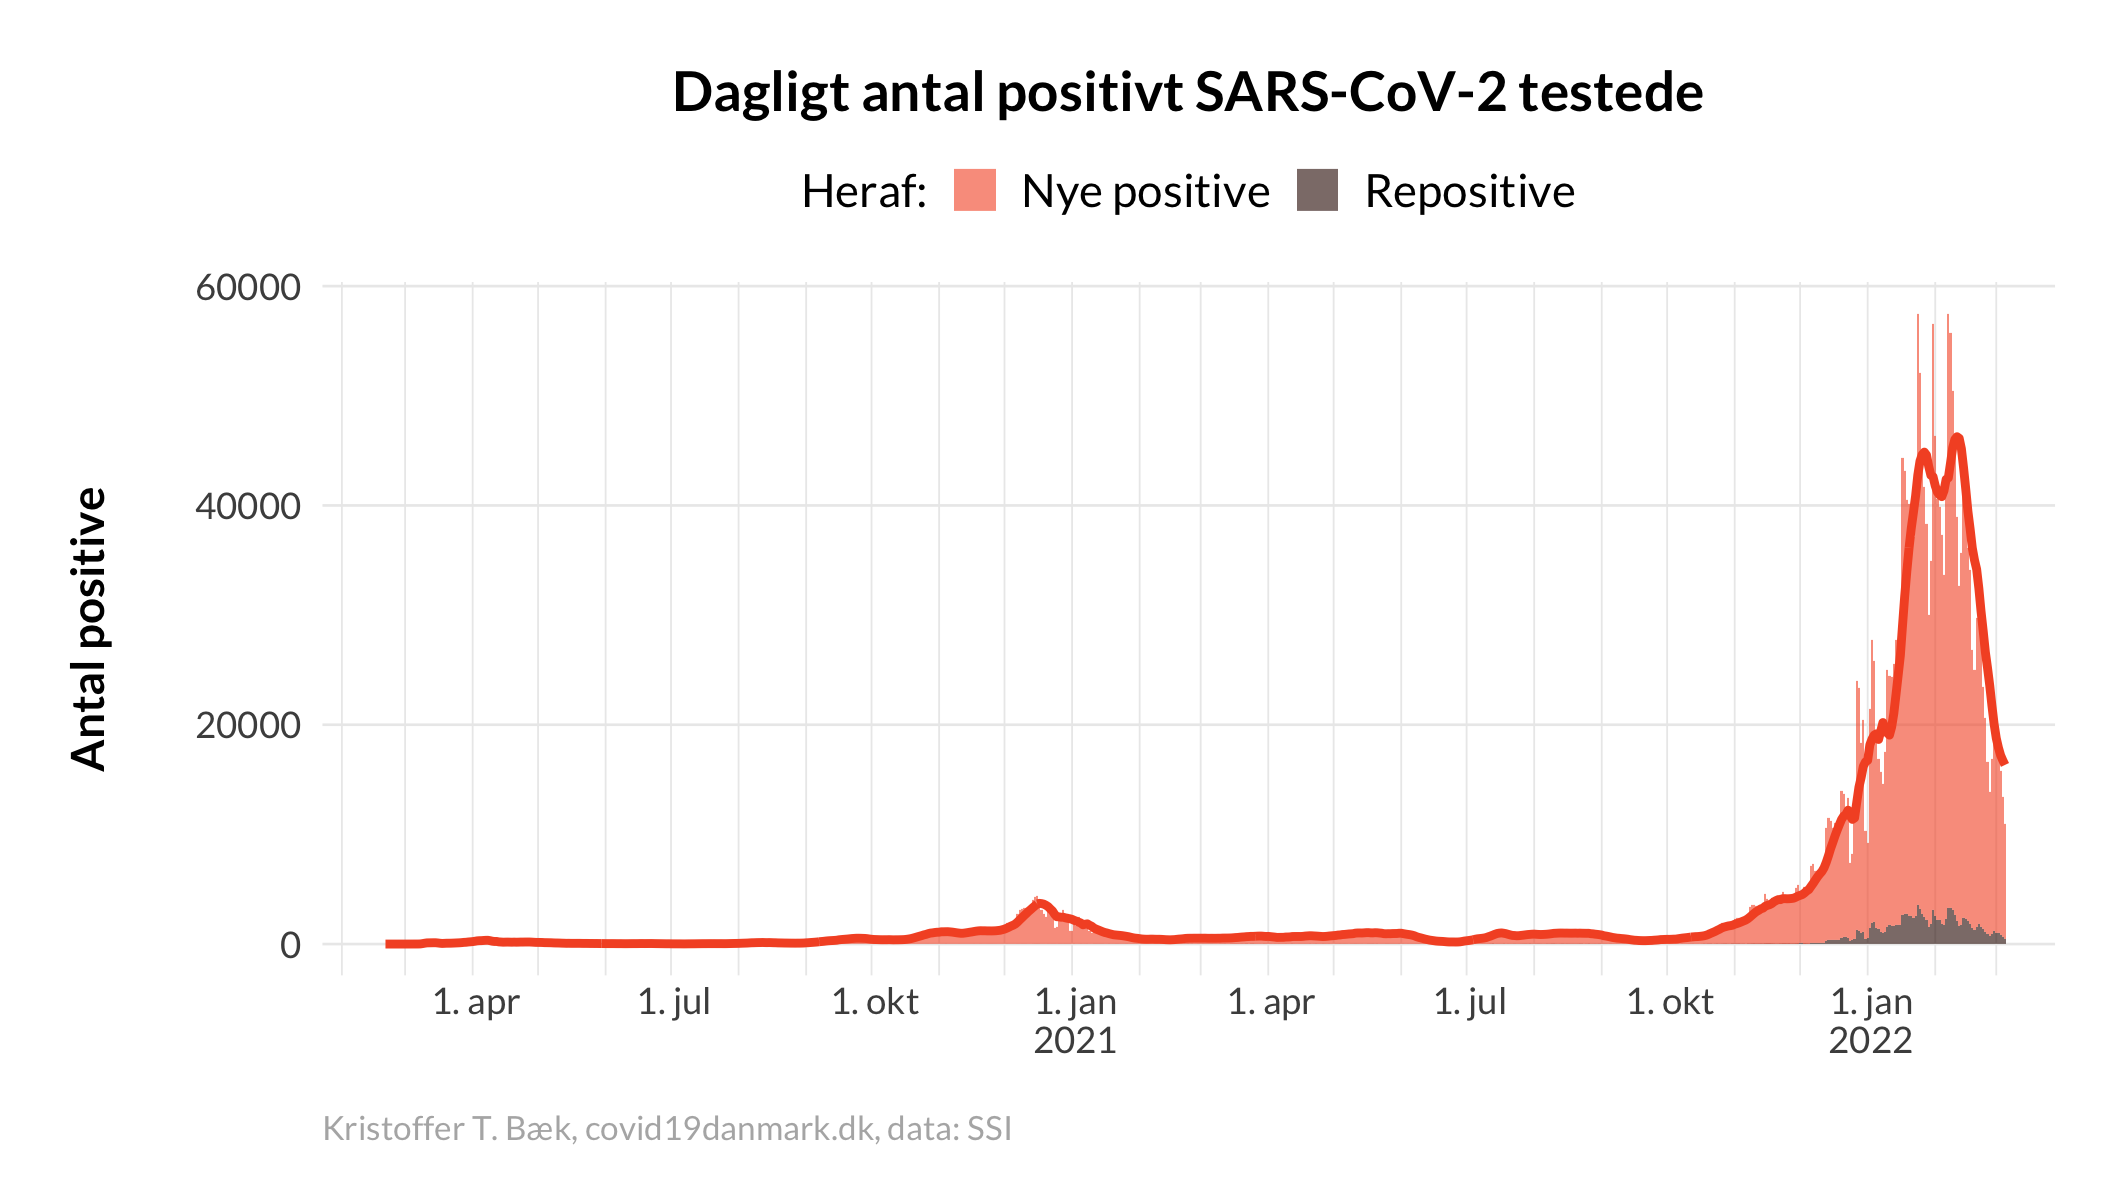 Dagligt antal positivt SARS-CoV-2 testede
Heraf: Nye positive Repositive
Antal positive
60000
40000
20000
0
1. apr 1. jul 1. okt 1. jan 1. apr 1. jul 1. okt 1. jan
2021 2022
Kristoffer T. Bæk, covid19danmark.dk, data: SSI